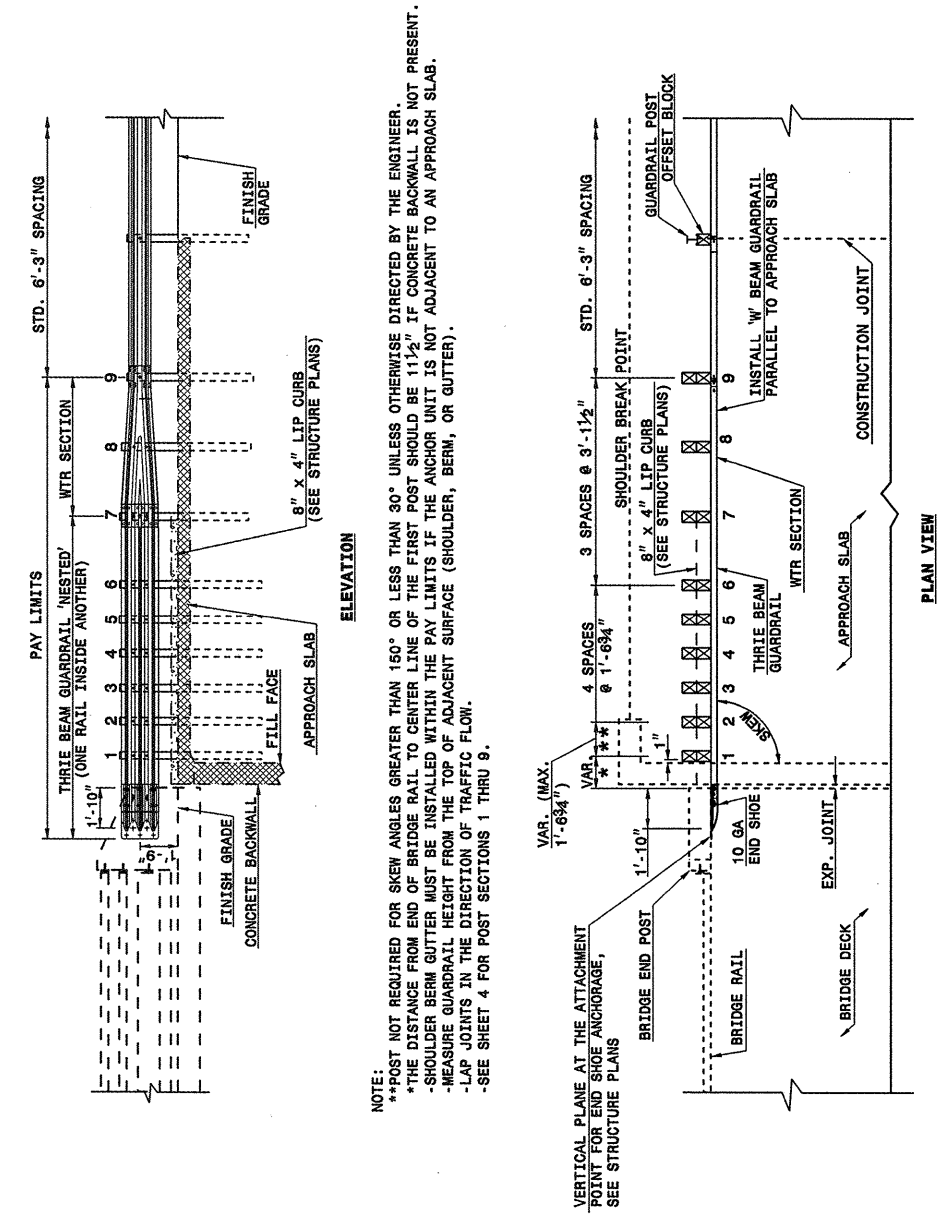 PAY LIMITS
STD. 6'-3" SPACING
THRIE BEAM GUARDRAIL 'NESTED'
(ONE RAIL INSIDE ANOTHER)
WTR SECTION
1'-10"
1
2
3
4
5
6
7
8
9
FINISH
GRADE
FINISH GRADE
CONCRETE BACKWALL
FILL FACE
APPROACH SLAB
8" X 4" LIP CURB
(SEE STRUCTURE PLANS)
ELEVATION
NOTE:
**POST NOT REQUIRED FOR SKEW ANGLES GREATER THAN 150° OR LESS THAN 30° UNLESS OTHERWISE DIRECTED BY THE ENGINEER.
*THE DISTANCE FROM END OF BRIDGE RAIL TO CENTER LINE OF THE FIRST POST SHOULD BE 11½" IF CONCRETE BACKWALL IS NOT PRESENT.
-SHOULDER BERM GUTTER MUST BE INSTALLED WITHIN THE PAY LIMITS IF THE ANCHOR UNIT IS NOT ADJACENT TO AN APPROACH SLAB.
-MEASURE GUARDRAIL HEIGHT FROM THE TOP OF ADJACENT SURFACE (SHOULDER, BERM, OR GUTTER).
-LAP JOINTS IN THE DIRECTION OF TRAFFIC FLOW.
-SEE SHEET 4 FOR POST SECTIONS 1 THRU 9.
VAR. (MAX.
1'-6¾")
VAR.
*
**
4 SPACES
@ 1'-6¾"
3 SPACES @ 3'-1½"
STD. 6'-3" SPACING
SHOULDER BREAK POINT
8" X 4" LIP CURB
(SEE STRUCTURE PLANS)
GUARDRAIL POST
OFFSET BLOCK
1'-10"
1"
1
2
3
4
5
6
7
8
9
VERTICAL PLANE AT THE ATTACHMENT
POINT FOR END SHOE ANCHORAGE,
SEE STRUCTURE PLANS
BRIDGE END POST
BRIDGE RAIL
10 GA
END SHOE
SKEW
THRIE BEAM
GUARDRAIL
WTR SECTION
INSTALL 'W' BEAM GUARDRAIL
PARALLEL TO APPROACH SLAB
EXP. JOINT
BRIDGE DECK
APPROACH SLAB
CONSTRUCTION JOINT
PLAN VIEW